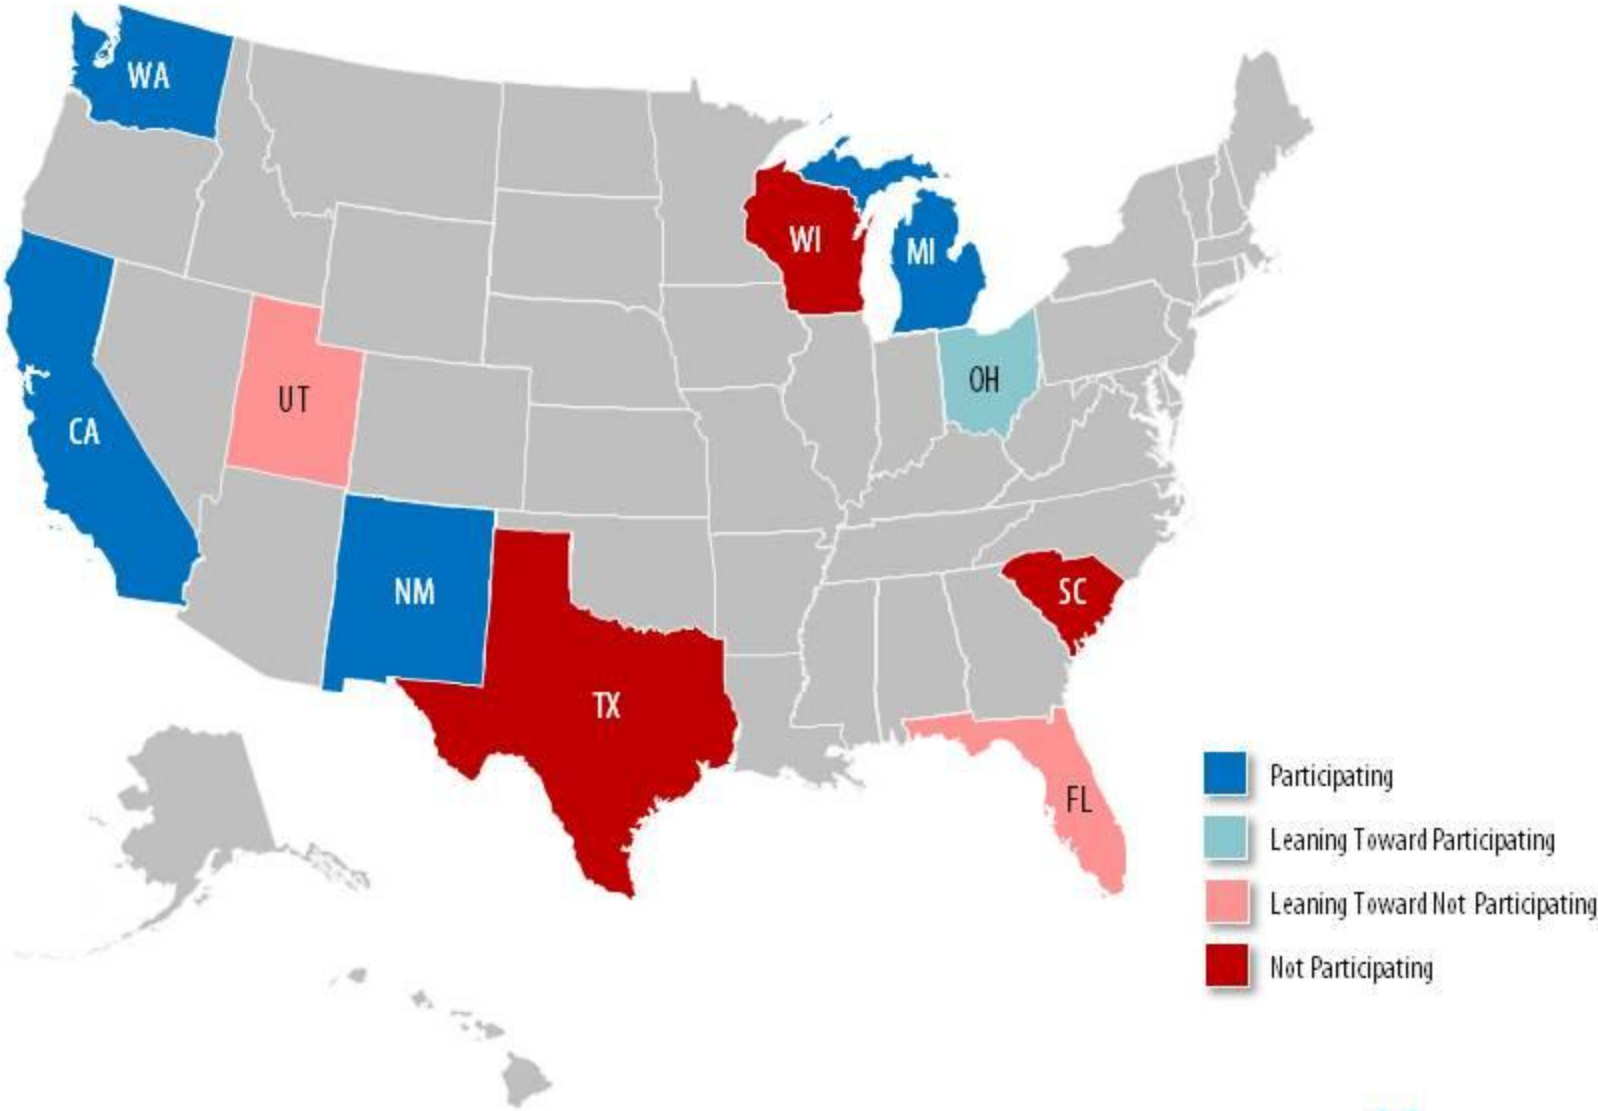 WA
WI
MI
OH
UT
CA
NM
SC
TX
FL
Participating
Leaning Toward Participating
Leaning Toward Not Participating
Not Participating